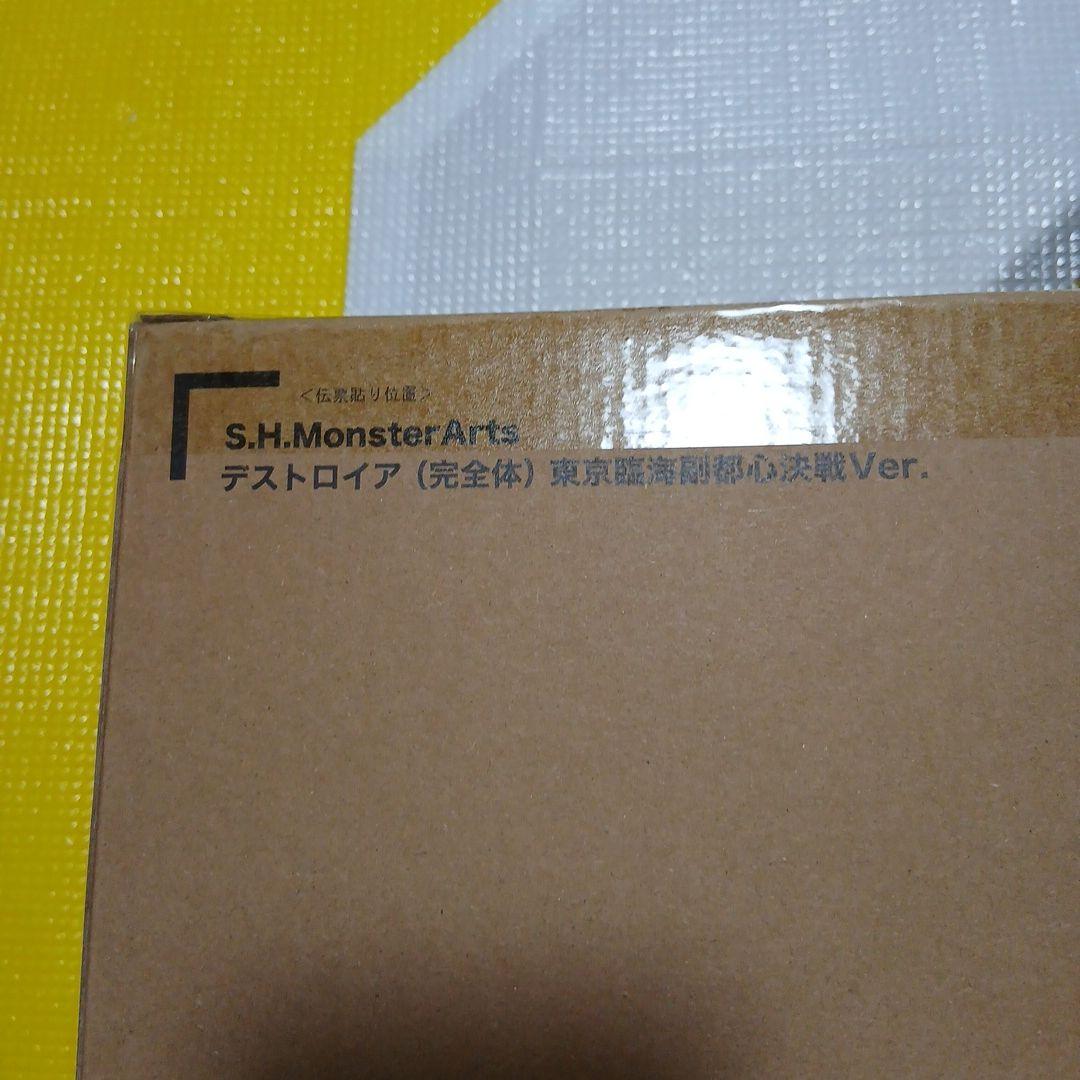 ＜伝票貼り位置＞
S.H.MonsterArts
デストロイア（完全体）東京臨海副都心決戦Ver.